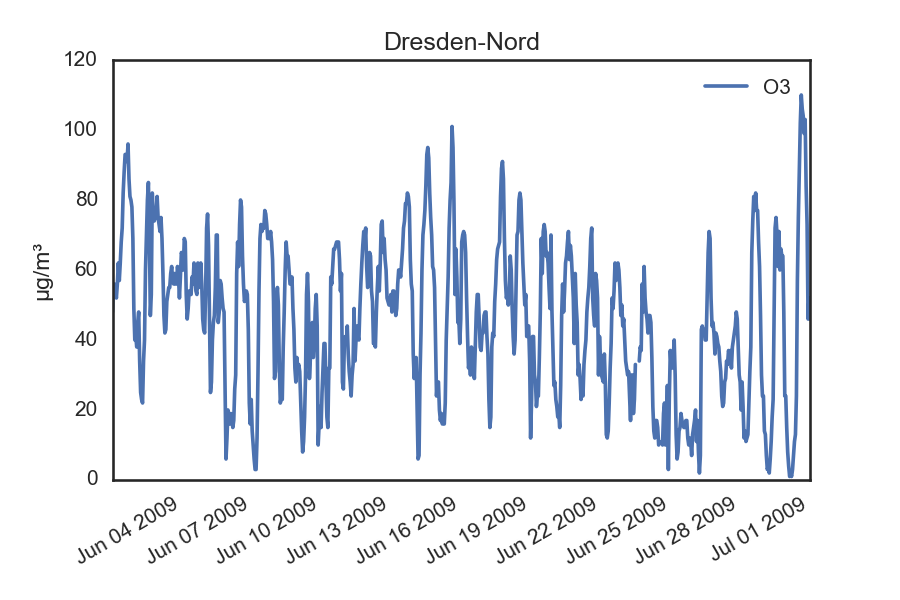 Dresden-Nord
O3
µg/m³
120
100
80
60
40
20
0
Jun 04 2009
Jun 07 2009
Jun 10 2009
Jun 13 2009
Jun 16 2009
Jun 19 2009
Jun 22 2009
Jun 25 2009
Jun 28 2009
Jul 01 2009